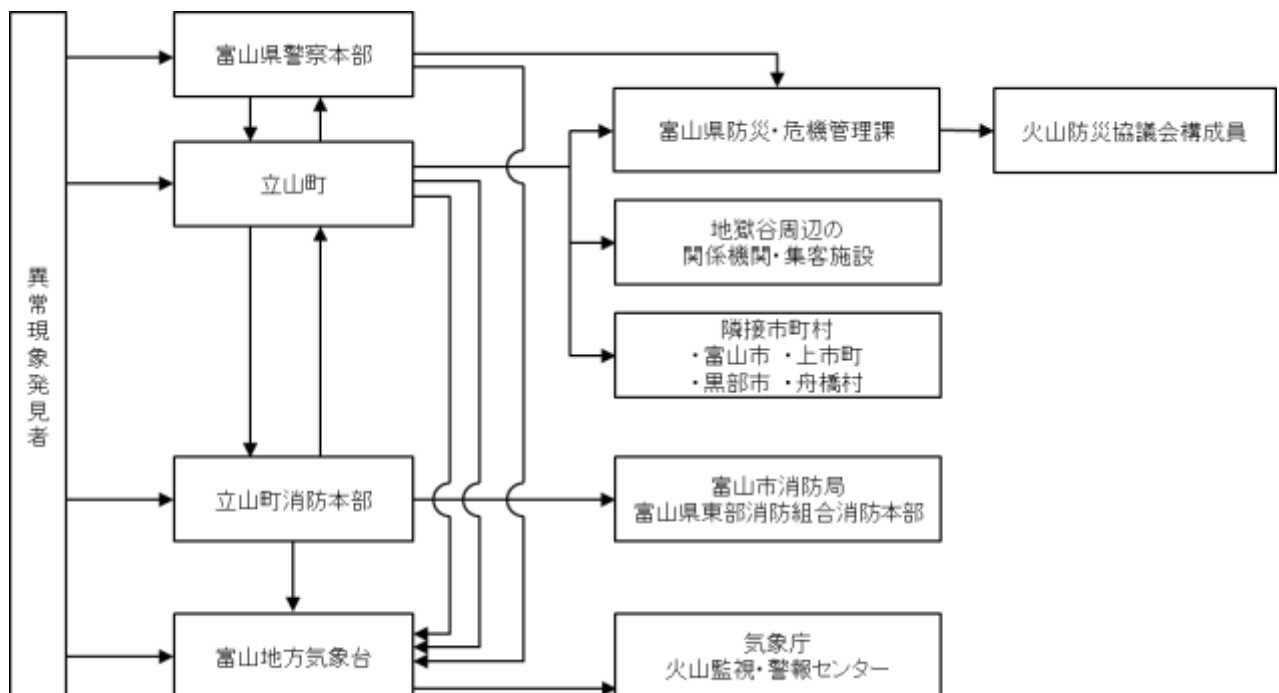 異常現象発見者
富山県警察本部
立山町
立山町消防本部
富山地方気象台
富山県防災・危機管理課
火山防災協議会構成員
地獄谷周辺の
関係機関・集客施設
隣接市町村
・富山市 ・上市町
・黒部市 ・舟橋村
富山市消防局
富山県東部消防組合消防本部
気象庁
火山監視・警報センター